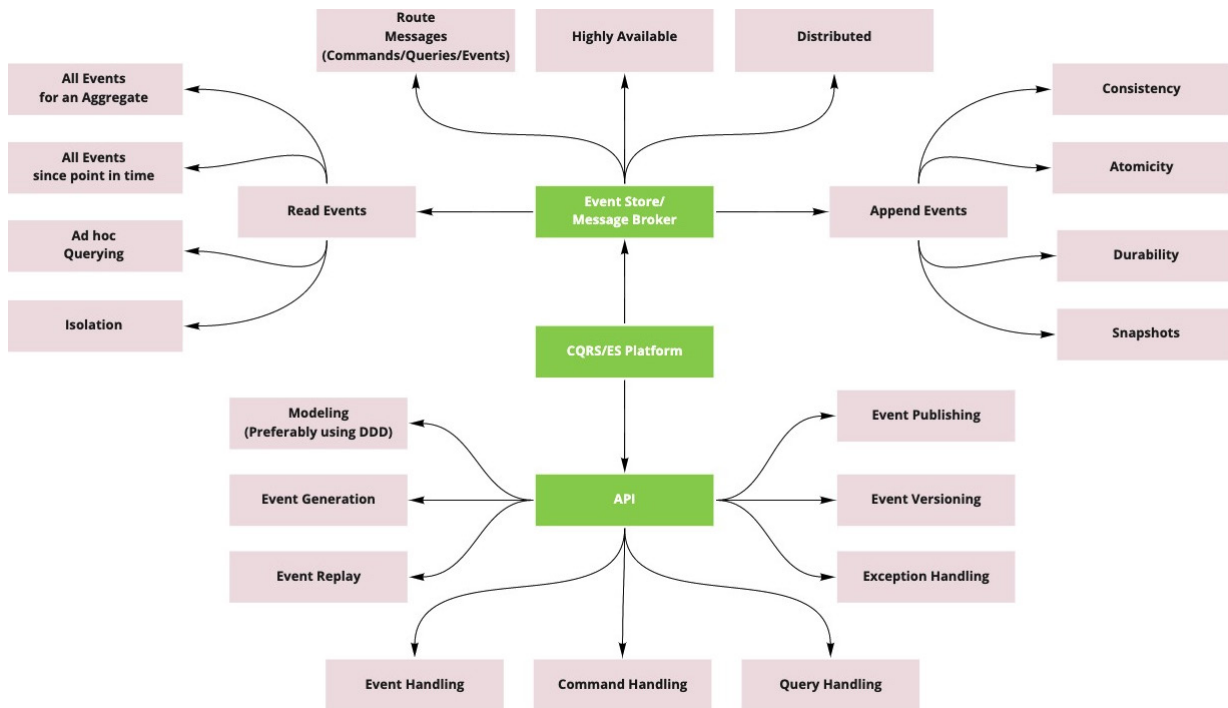 Route
Messages
(Commands/Queries/Events)
Highly Available
Distributed
All Events
for an Aggregate
All Events
since point in time
Ad hoc
Querying
Isolation
Read Events
Event Store/
Message Broker
Append Events
Consistency
Atomicity
Durability
Snapshots
CQRS/ES Platform
Modeling
(Preferably using DDD)
Event Generation
Event Replay
API
Event Publishing
Event Versioning
Exception Handling
Event Handling
Command Handling
Query Handling